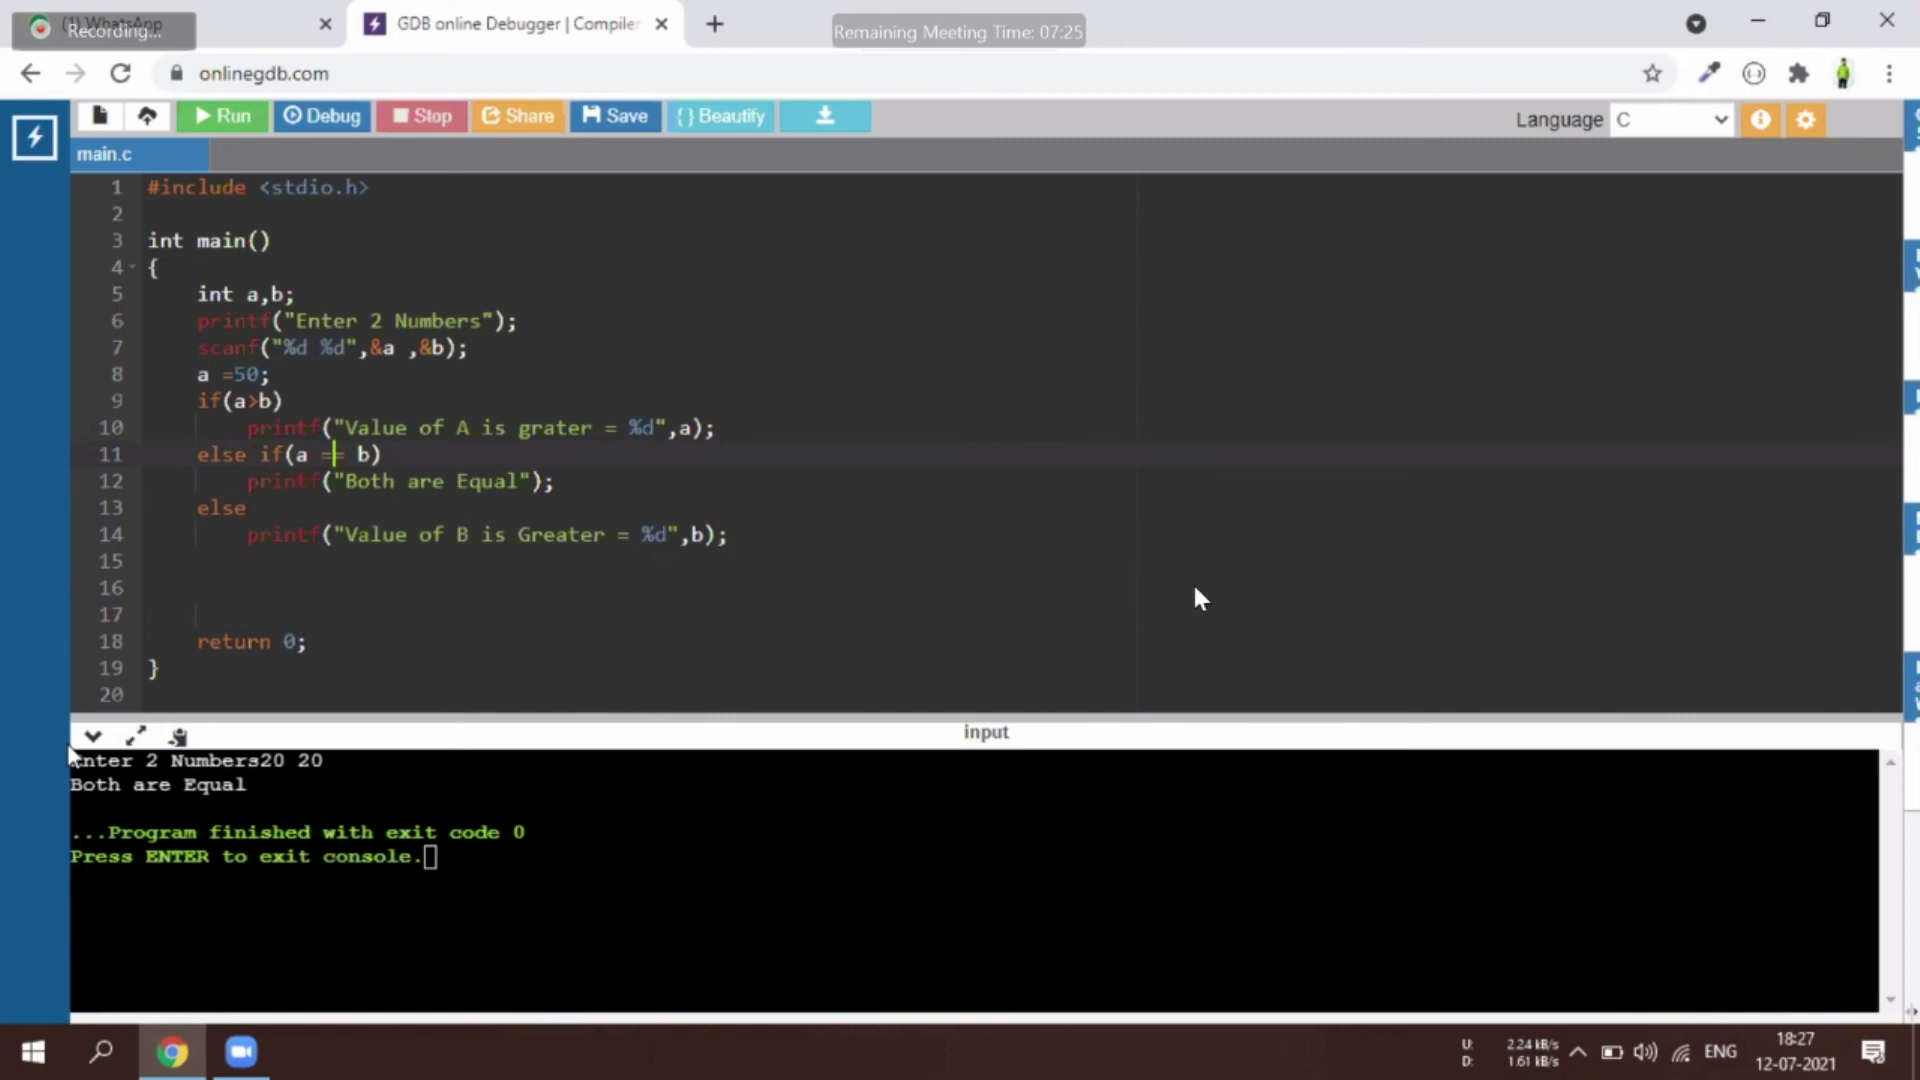 (1) WhatsApp
Recording...
GDB online Debugger | Compiler
Remaining Meeting Time: 07:25
onlinegdb.com
Run Debug Stop Share Save { } Beautify
Language C
main.c
1 #include <stdio.h>
2
3 int main()
4 {
5 int a,b;
6 printf("Enter 2 Numbers");
7 scanf("%d %d",&a ,&b);
8 a =50;
9 if(a>b)
10 printf("Value of A is grater = %d",a);
11 else if(a == b)
12 printf("Both are Equal");
13 else
14 printf("Value of B is Greater = %d",b);
15
16
17
18 return 0;
19 }
20
input
Enter 2 Numbers20 20
Both are Equal
...Program finished with exit code 0
Press ENTER to exit console.
U: 2.24 kB/s
D: 1.61 kB/s
ENG
18:27
12-07-2021